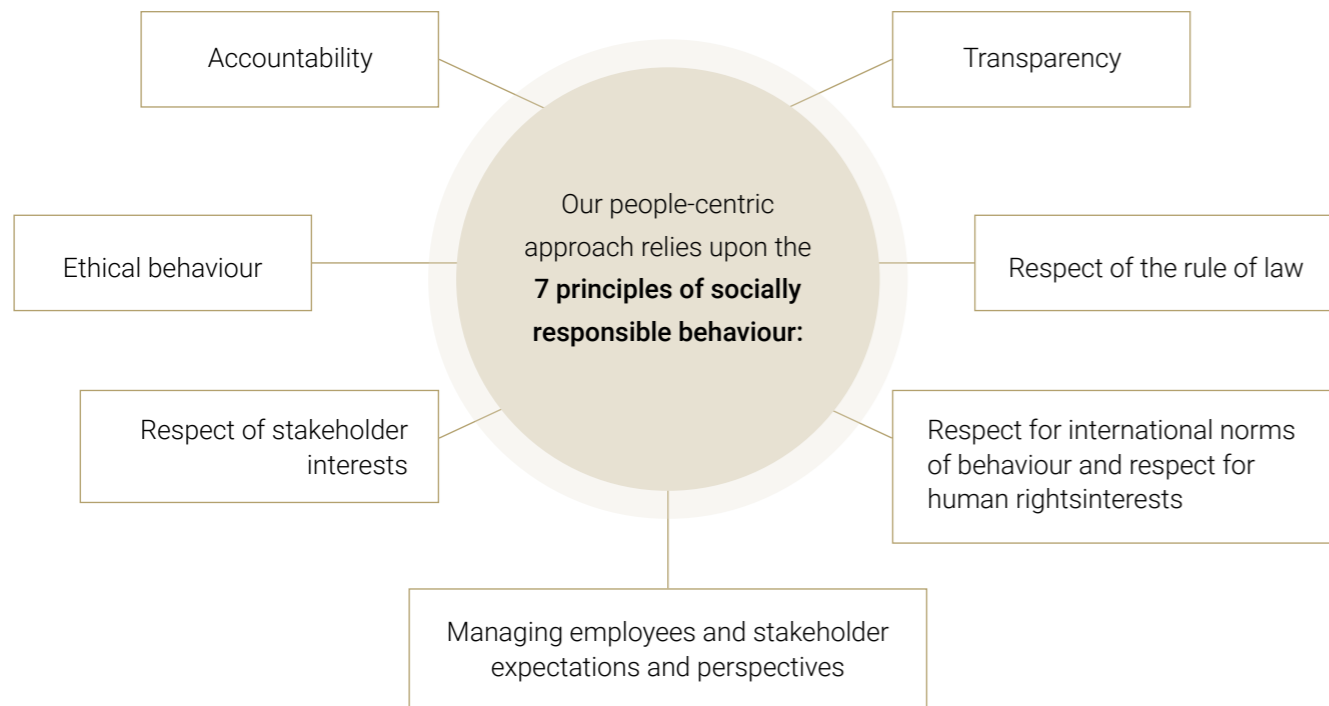 Accountability
Transparency
Our people-centric
approach relies upon the
7 principles of socially
responsible behaviour:
Ethical behaviour
Respect of the rule of law
Respect of stakeholder
interests
Respect for international norms
of behaviour and respect for
human rightsinterests
Managing employees and stakeholder
expectations and perspectives